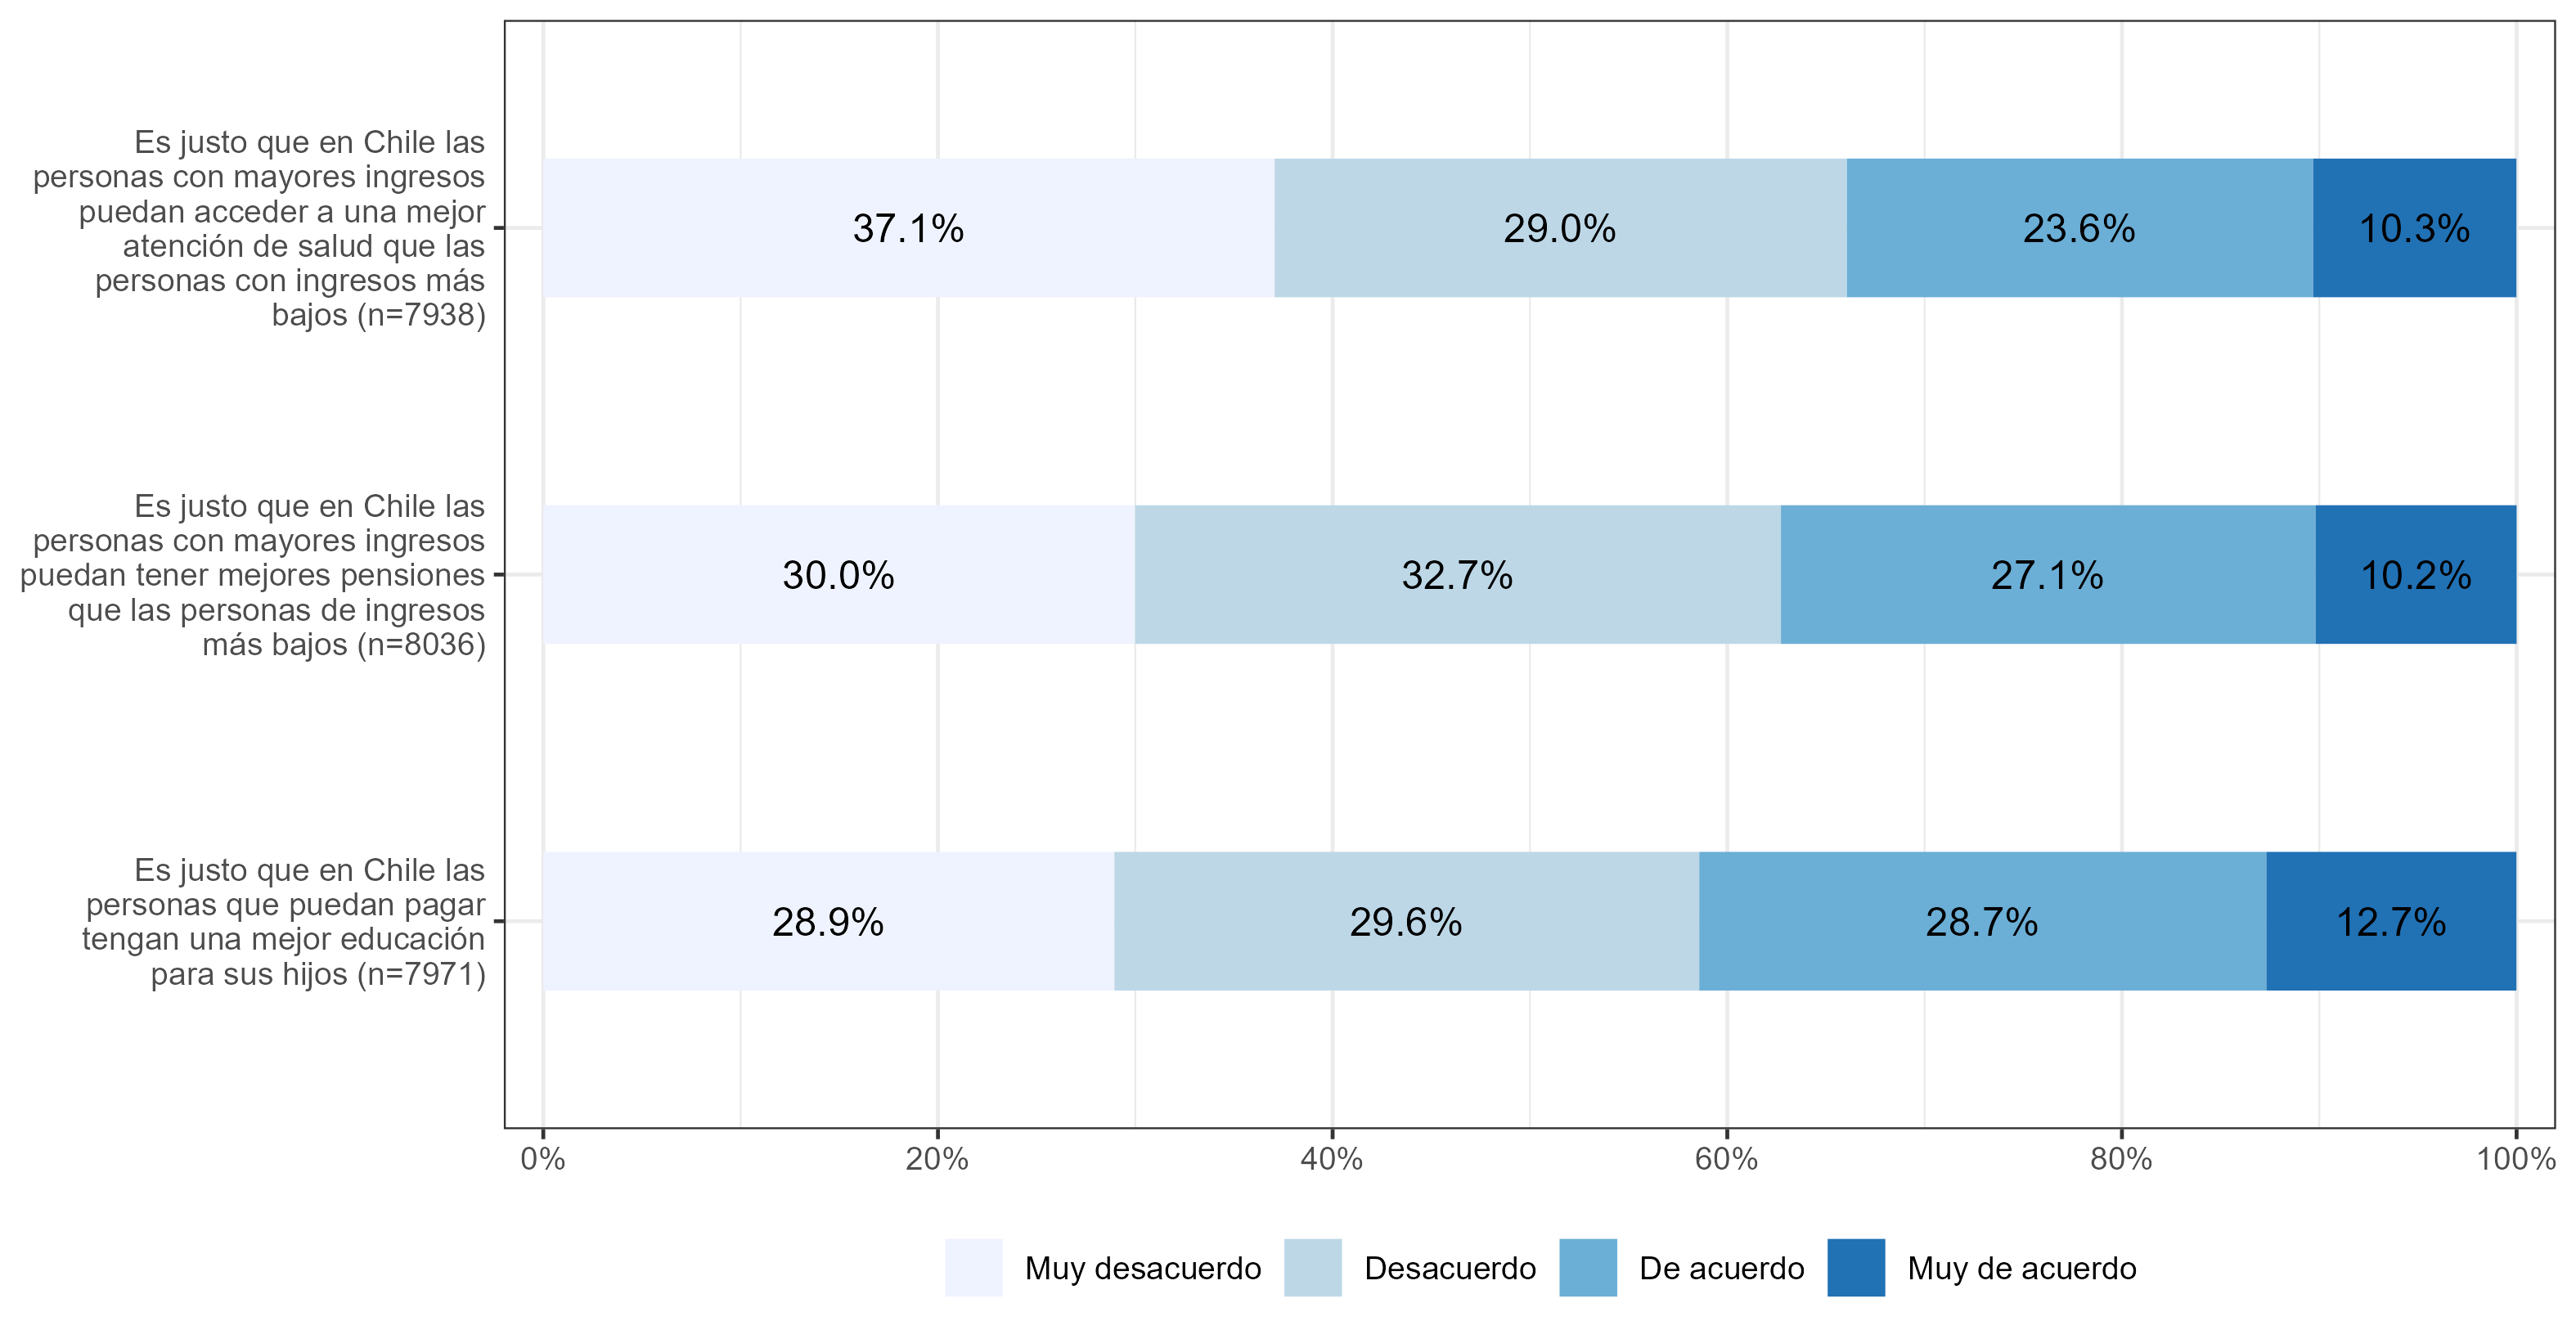 Es justo que en Chile las
personas con mayores ingresos
puedan acceder a una mejor
atención de salud que las
personas con ingresos más
bajos (n=7938)
37.1%
29.0%
23.6%
10.3%
Es justo que en Chile las
personas con mayores ingresos
puedan tener mejores pensiones
que las personas de ingresos
más bajos (n=8036)
30.0%
32.7%
27.1%
10.2%
Es justo que en Chile las
personas que puedan pagar
tengan una mejor educación
para sus hijos (n=7971)
28.9%
29.6%
28.7%
12.7%
0%
20%
40%
60%
80%
100%
Muy desacuerdo
Desacuerdo
De acuerdo
Muy de acuerdo